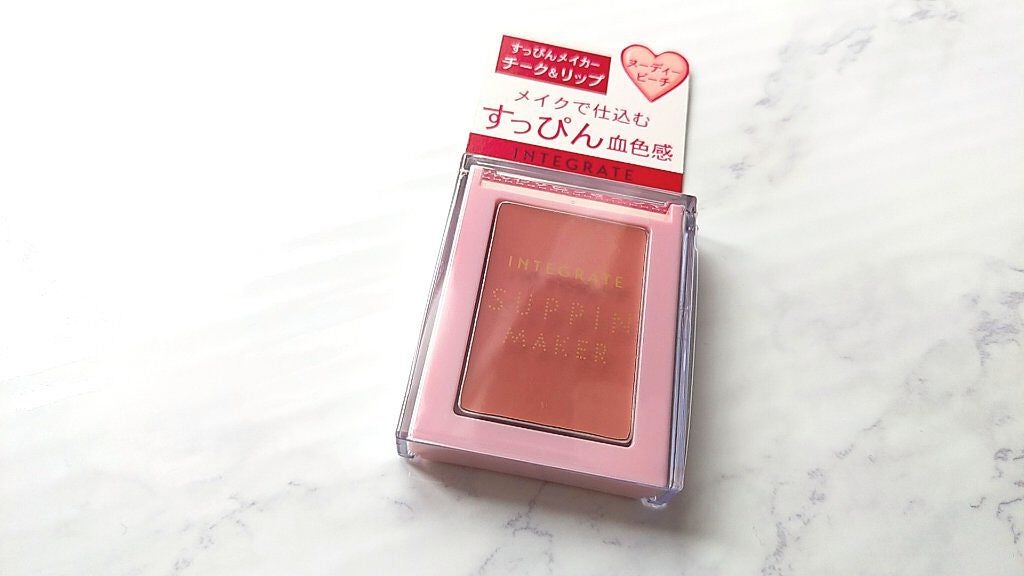 すっぴんメイカー
チーク&リップ
ヌーディー
ピーチ
メイクで仕込む
すっぴん血色感
INTEGRATE
INTEGRATE
SUPPIN
MAKER